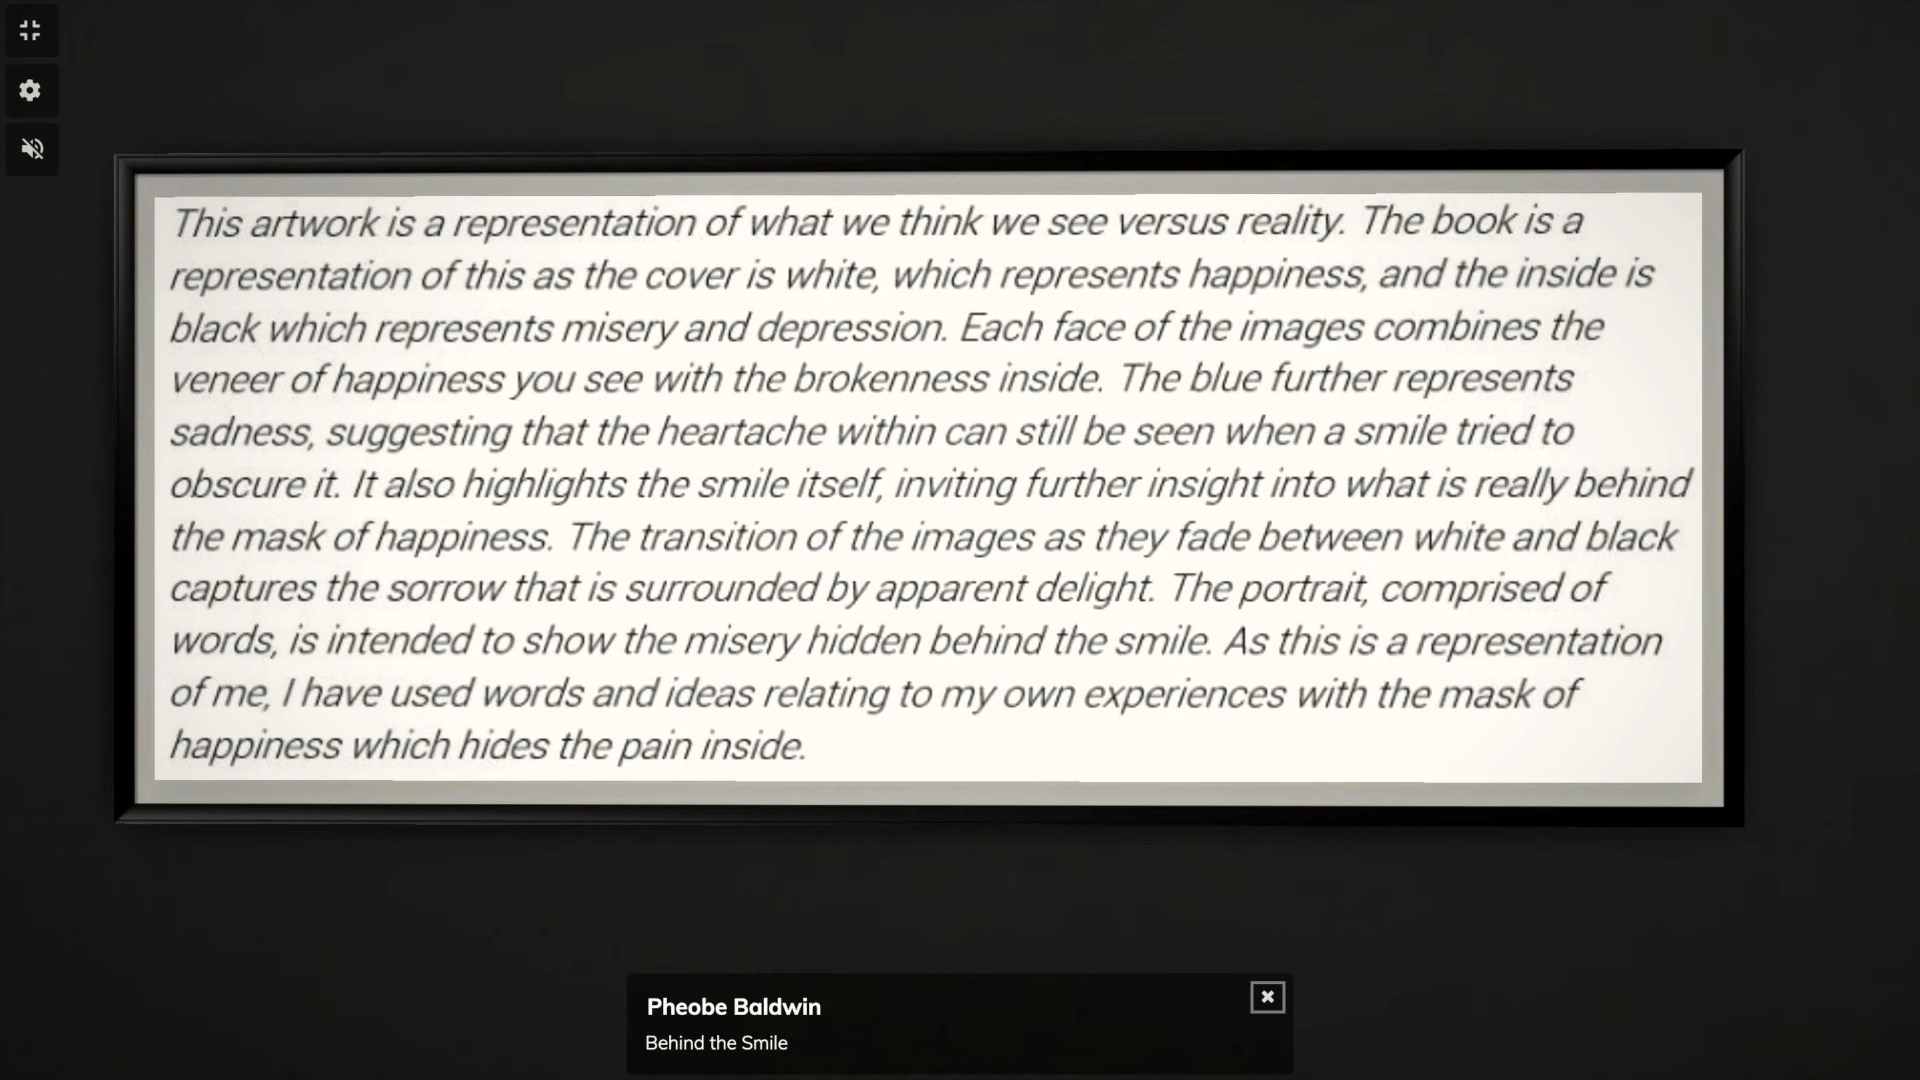 This artwork is a representation of what we think we see versus reality. The book is a
representation of this as the cover is white, which represents happiness, and the inside is
black which represents misery and depression. Each face of the images combines the
veneer of happiness you see with the brokenness inside. The blue further represents
sadness, suggesting that the heartache within can still be seen when a smile tried to
obscure it. It also highlights the smile itself, inviting further insight into what is really behind
the mask of happiness. The transition of the images as they fade between white and black
captures the sorrow that is surrounded by apparent delight. The portrait, comprised of
words, is intended to show the misery hidden behind the smile. As this is a representation
of me, I have used words and ideas relating to my own experiences with the mask of
happiness which hides the pain inside.
Pheobe Baldwin
Behind the Smile